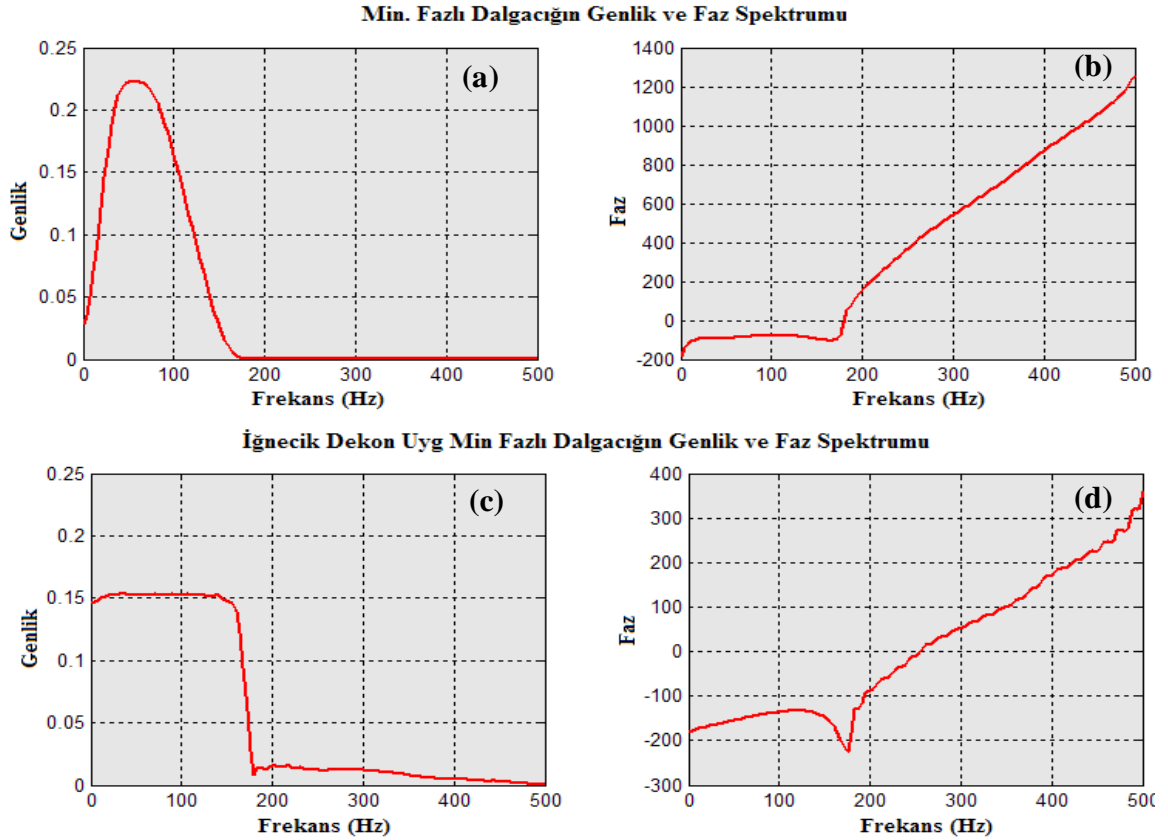 Min. Fazlı Dalgacığın Genlik ve Faz Spektrumu
0.25
0.2
0.15
0.1
0.05
0
Genlik
(a)
0 100 200 300 400 500
Frekans (Hz)
1400
1200
1000
800
600
400
200
0
-200
Faz
(b)
0 100 200 300 400 500
Frekans (Hz)
İğnecik Dekon Uyg Min Fazlı Dalgacığın Genlik ve Faz Spektrumu
0.25
0.2
0.15
0.1
0.05
0
Genlik
(c)
0 100 200 300 400 500
Frekans (Hz)
400
300
200
100
0
-100
-200
-300
Faz
(d)
0 100 200 300 400 500
Frekans (Hz)